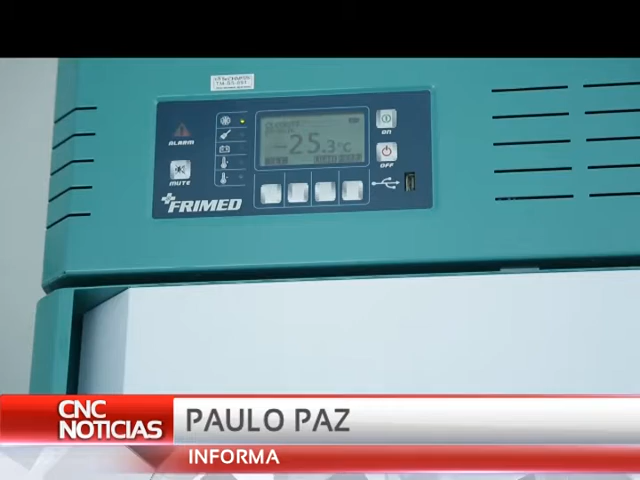 ALARM
MUTE
FRIMED
-25.3°C
ON
OFF
CNC
NOTICIAS
PAULO PAZ
INFORMA